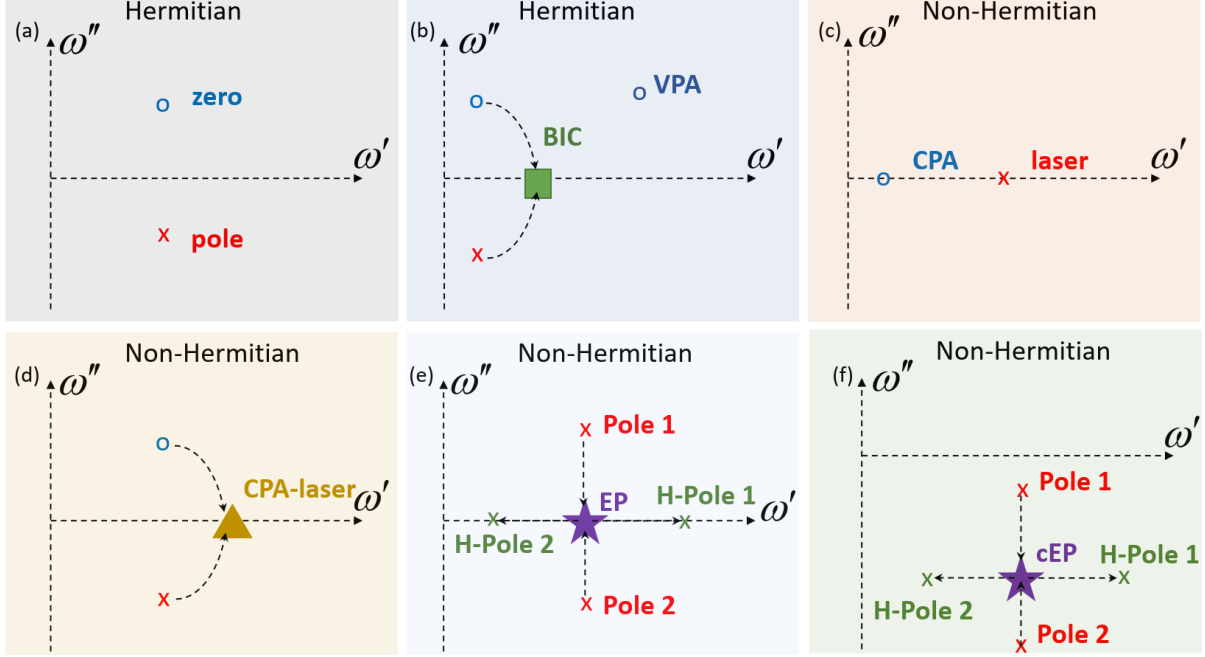 Hermitian
(a)
ω″
zero
ω′
pole
Hermitian
(b)
ω″
VPA
BIC
ω′
Non-Hermitian
(c)
ω″
CPA
laser
ω′
Non-Hermitian
(d)
ω″
CPA-laser
ω′
Non-Hermitian
(e)
ω″
Pole 1
EP
H-Pole 1
ω′
H-Pole 2
Pole 2
Non-Hermitian
(f)
ω″
ω′
Pole 1
cEP
H-Pole 1
H-Pole 2
Pole 2